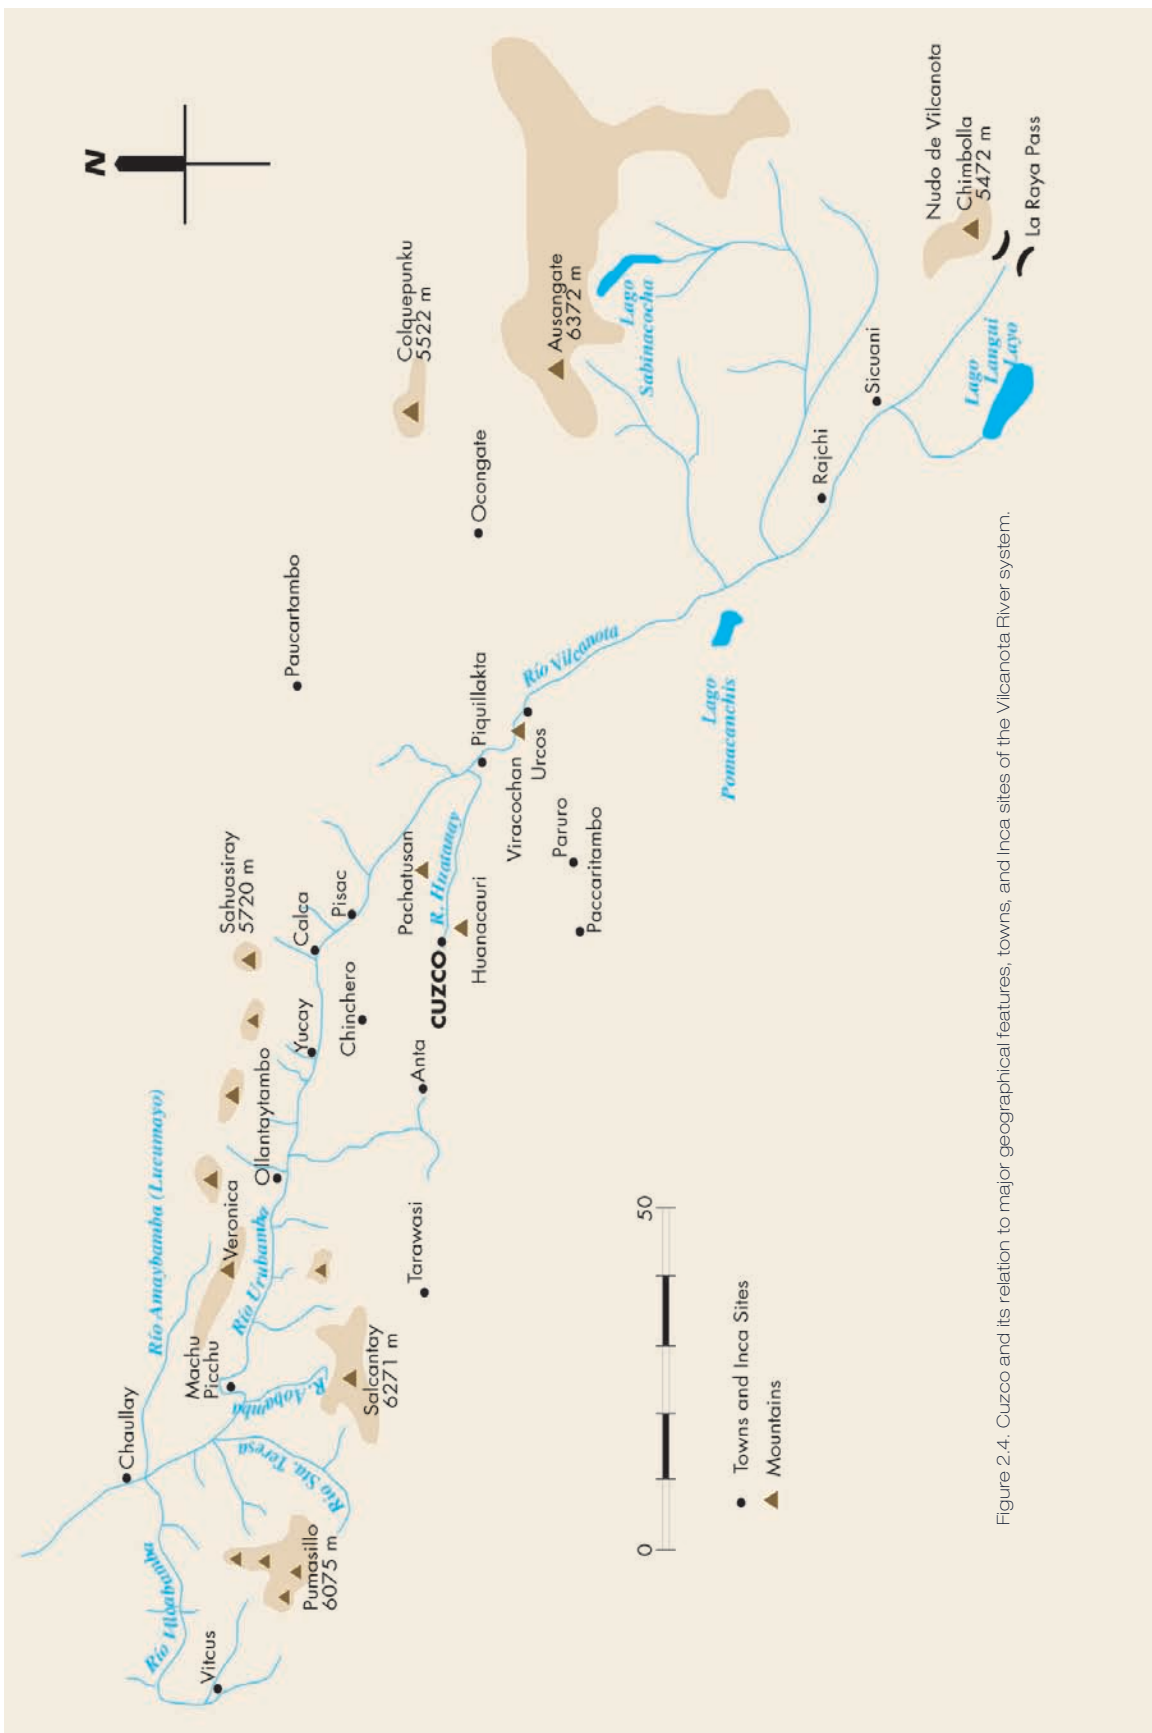 N
Chaullay
Río Amaybamba (Lucumayo)
Sahuasiray
5720 m
Paucartambo
Colquepunku
5522 m
Río Vilcabamba
Vitcus
Machu
Picchu
Veronica
Ollantaytambo
Yucay
Calca
Pisac
Río Urubamba
Chinchero
Pumasillo
6075 m
Río Sta. Teresa
R. Aobamba
Salcantay
6271 m
Tarawasi
Anta
CUZCO
Pachatusan
R. Huatanay
Huanacauri
Piquillakta
Ocongate
Ausangate
6372 m
Viracochan
Urcos
Río Vilcanota
Paruro
Paccaritambo
Lago
Sibinacocha
Lago
Pomacanchis
Rajchi
Sicuani
Nudo de Vilcanota
Chimbolla
5472 m
La Raya Pass
Lago
Langui
Layo
0
50
Towns and Inca Sites
Mountains
Figure 2.4. Cuzco and its relation to major geographical features, towns, and Inca sites of the Vilcanota River system.